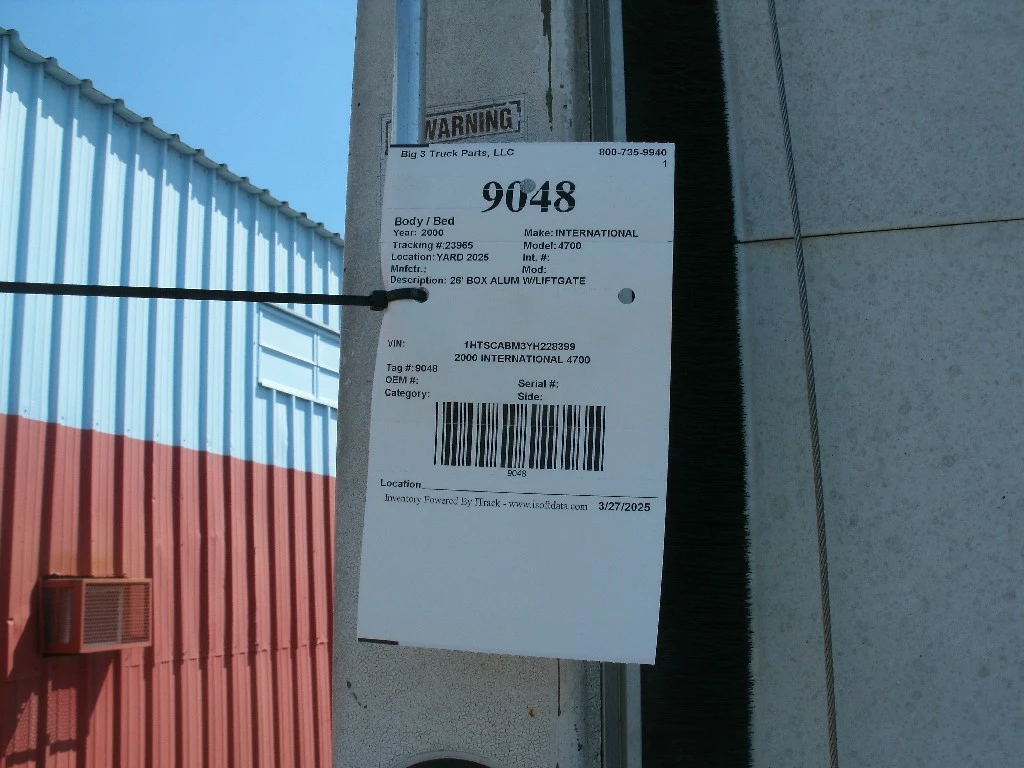 WARNING
Big 3 Truck Parts, LLC 800-735-9940
1
9048
Body / Bed
Year: 2000 Make: INTERNATIONAL
Tracking #:23965 Model: 4700
Location: YARD 2025 Int. #:
Mnfctr.: Mod:
Description: 26' BOX ALUM W/LIFTGATE
VIN: 1HTSCABM3YH228399
2000 INTERNATIONAL 4700
Tag #: 9048
OEM #: Serial #:
Category: Side:
9048
Location
Inventory Powered By ITrack - www.isoftdata.com 3/27/2025